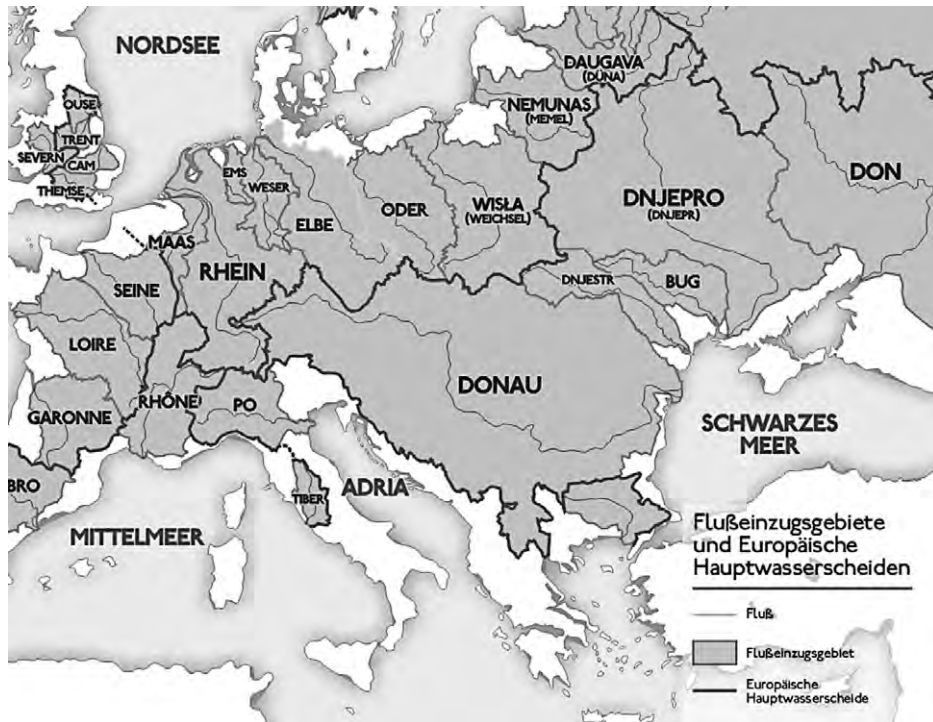 NORDSEE
DAUGAVA
(DÜNA)
OUSE
NEMUNAS
(MEMEL)
TRENT
SEVERN
CAM
THEMSE
EMS
WESER
ELBE
ODER
WISŁA
(WEICHSEL)
DNJEPRO
(DNJEPR)
DON
MAAS
RHEIN
SEINE
DNJESTR
BUG
LOIRE
DONAU
GARONNE
RHÔNE
PO
SCHWARZES
MEER
BRO
TIBER
ADRIA
MITTELMEER
Flußeinzugsgebiete
und Europäische
Hauptwasserscheiden
Fluß
Flußeinzugsgebiet
Europäische
Hauptwasserscheide